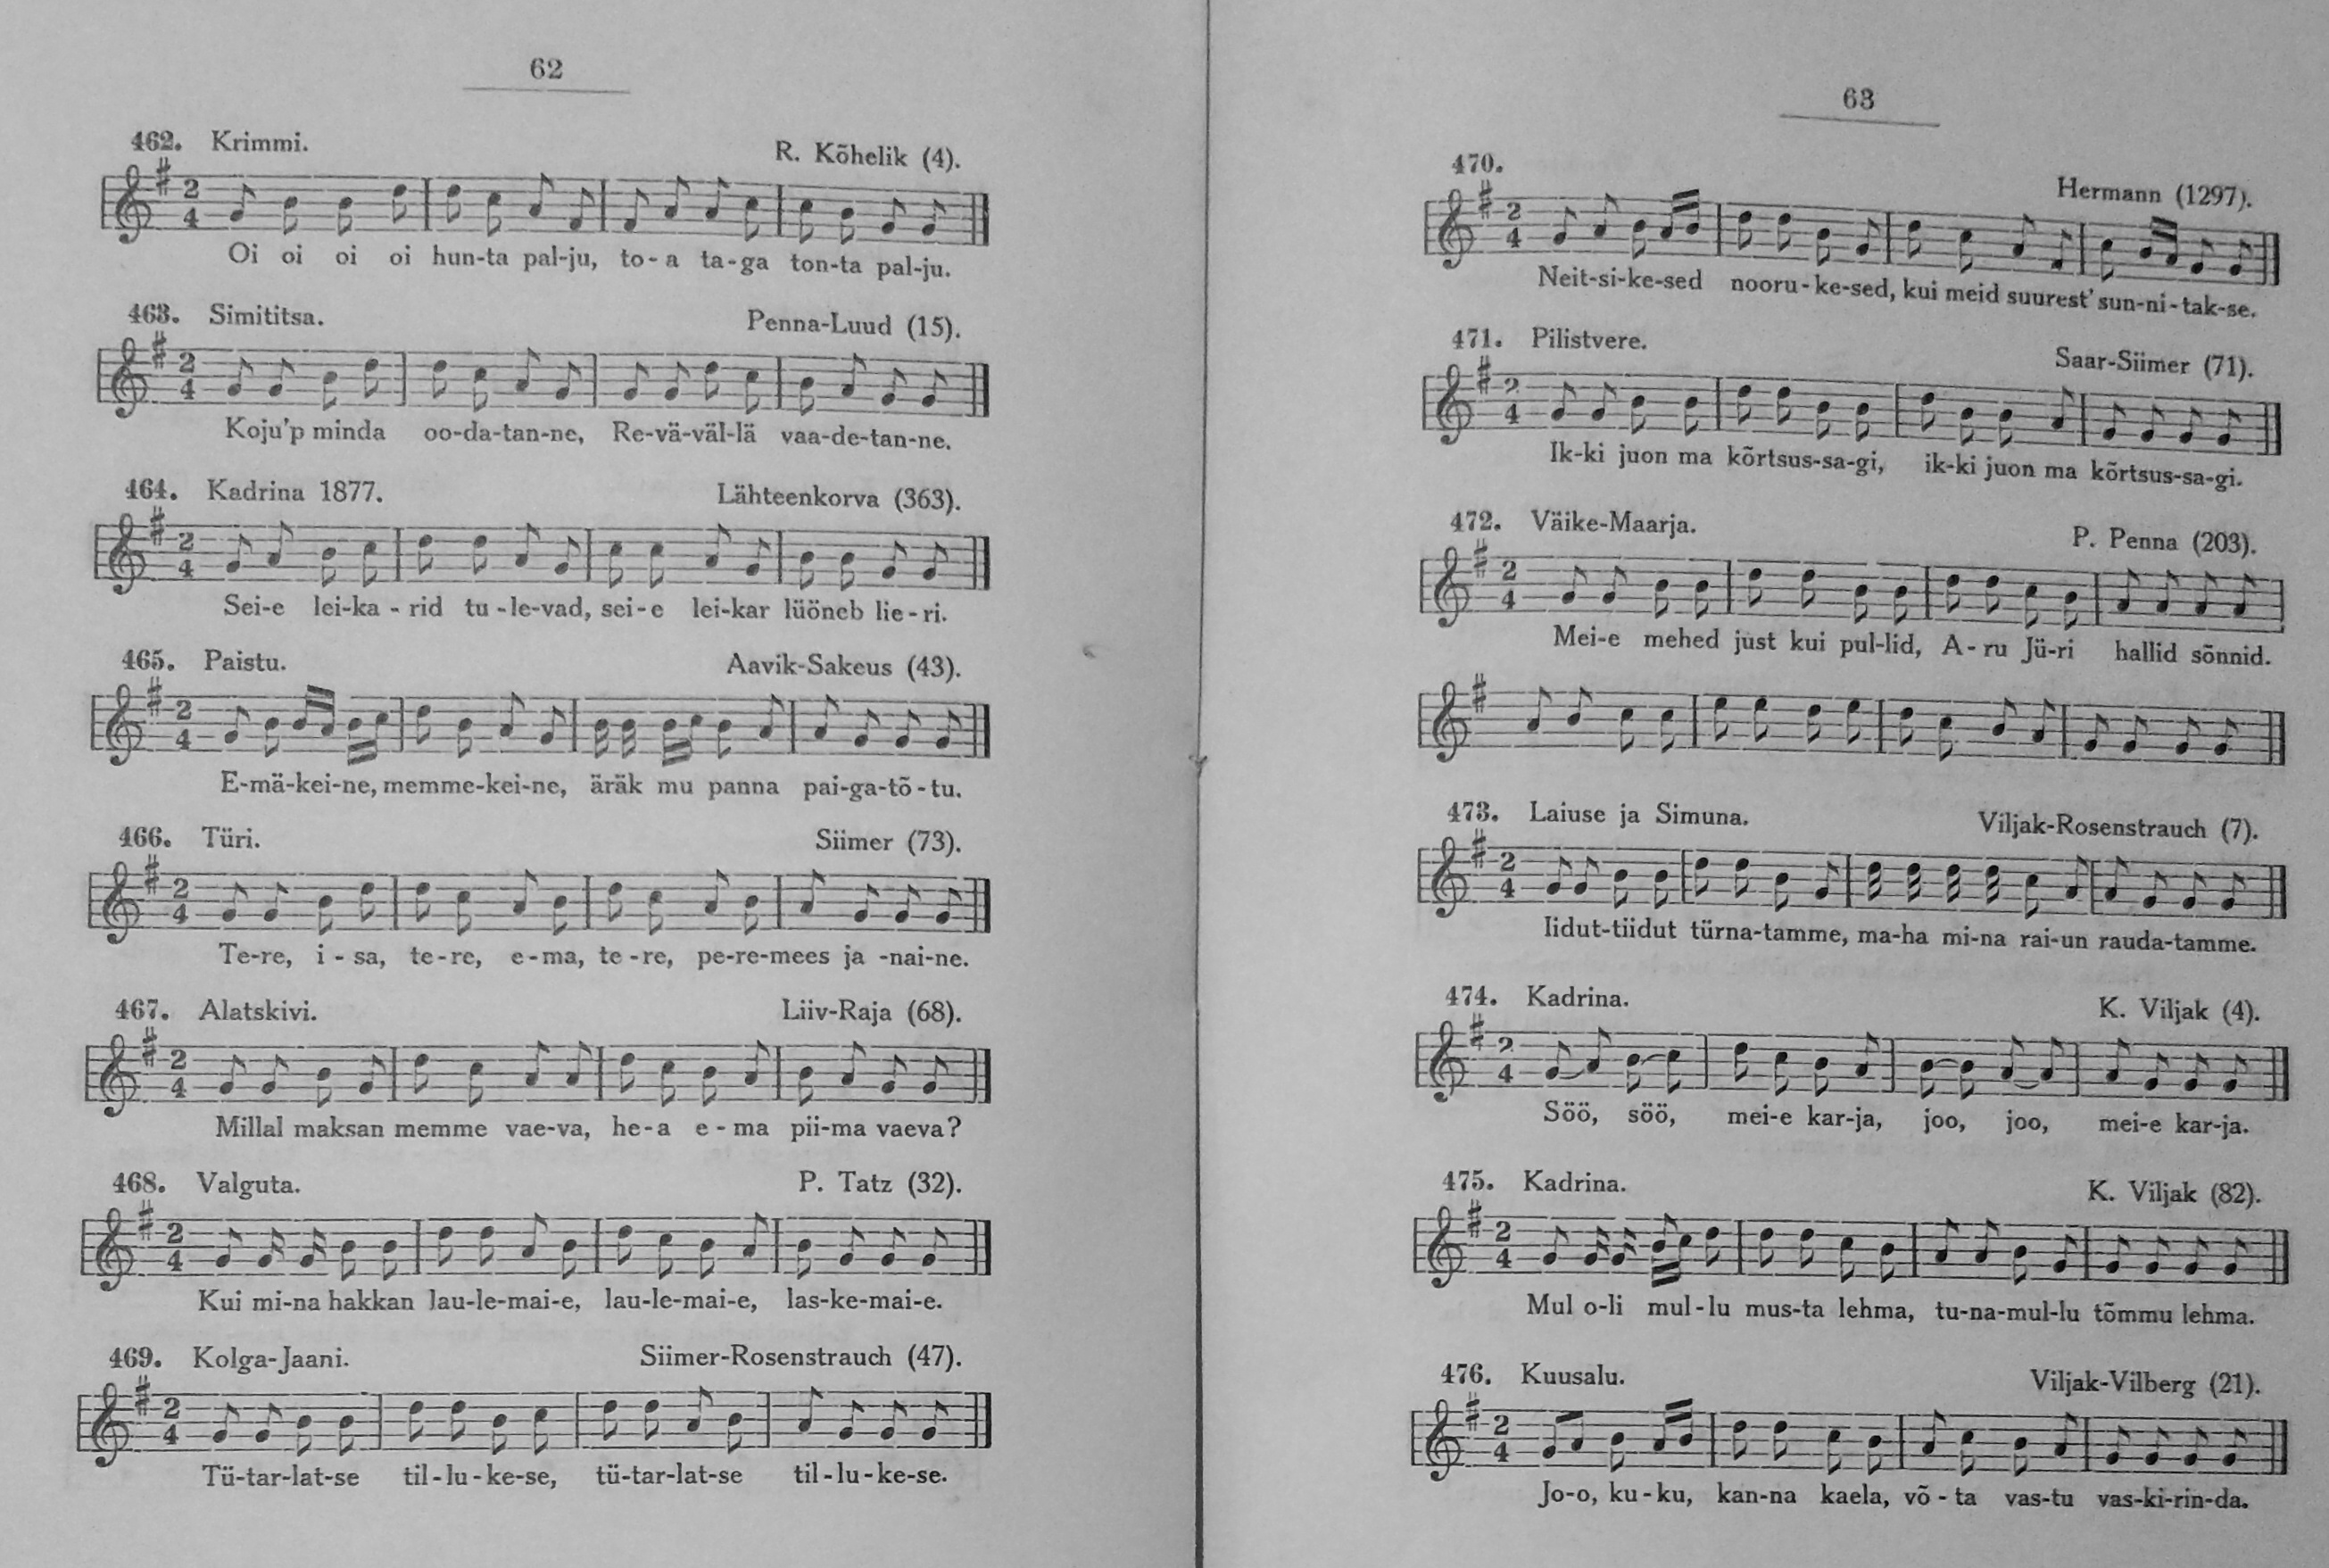 62
462. Krimmi. R. Kõhelik (4).
2
4
Oi oi oi oi hun-ta pal-ju, to-a ta-ga ton-ta pal-ju.
463. Simititsa. Penna-Luud (15).
2
4
Koju'p minda oo-da-tan-ne, Re-vä-väl-lä vaa-de-tan-ne.
464. Kadrina 1877. Lähteenkorva (363).
2
4
Sei-e lei-ka-rid tu-le-vad, sei-e lei-kar lüöneb lie-ri.
465. Paistu. Aavik-Sakeus (43).
2
4
E-mä-kei-ne, memme-kei-ne, äräk mu panna pai-ga-tõ-tu.
466. Türi. Siimer (73).
2
4
Te-re, i-sa, te-re, e-ma, te-re, pe-re-mees ja -nai-ne.
467. Alatskivi. Liiv-Raja (68).
2
4
Millal maksan memme vae-va, he-a e-ma pii-ma vaeva?
468. Valguta. P. Tatz (32).
2
4
Kui mi-na hakkan lau-le-mai-e, lau-le-mai-e, las-ke-mai-e.
469. Kolga-Jaani. Siimer-Rosenstrauch (47).
2
4
Tü-tar-lat-se til-lu-ke-se, tü-tar-lat-se til-lu-ke-se.
63
470. Hermann (1297).
2
4
Neit-si-ke-sed nooru-ke-sed, kui meid suurest' sun-ni-tak-se.
471. Pilistvere. Saar-Siimer (71).
2
4
Ik-ki juon ma kõrtsus-sa-gi, ik-ki juon ma kõrtsus-sa-gi.
472. Väike-Maarja. P. Penna (203).
2
4
Mei-e mehed just kui pul-lid, A-ru Jü-ri hallid sõnnid.
473. Laiuse ja Simuna. Viljak-Rosenstrauch (7).
2
4
Iidut-tiidut türna-tamme, ma-ha mi-na rai-un rauda-tamme.
474. Kadrina. K. Viljak (4).
2
4
Söö, söö, mei-e kar-ja, joo, joo, mei-e kar-ja.
475. Kadrina. K. Viljak (82).
2
4
Mul o-li mul-lu mus-ta lehma, tu-na-mul-lu tõmmu lehma.
476. Kuusalu. Viljak-Vilberg (21).
2
4
Jo-o, ku-ku, kan-na kaela, võ-ta vas-tu vas-ki-rin-da.